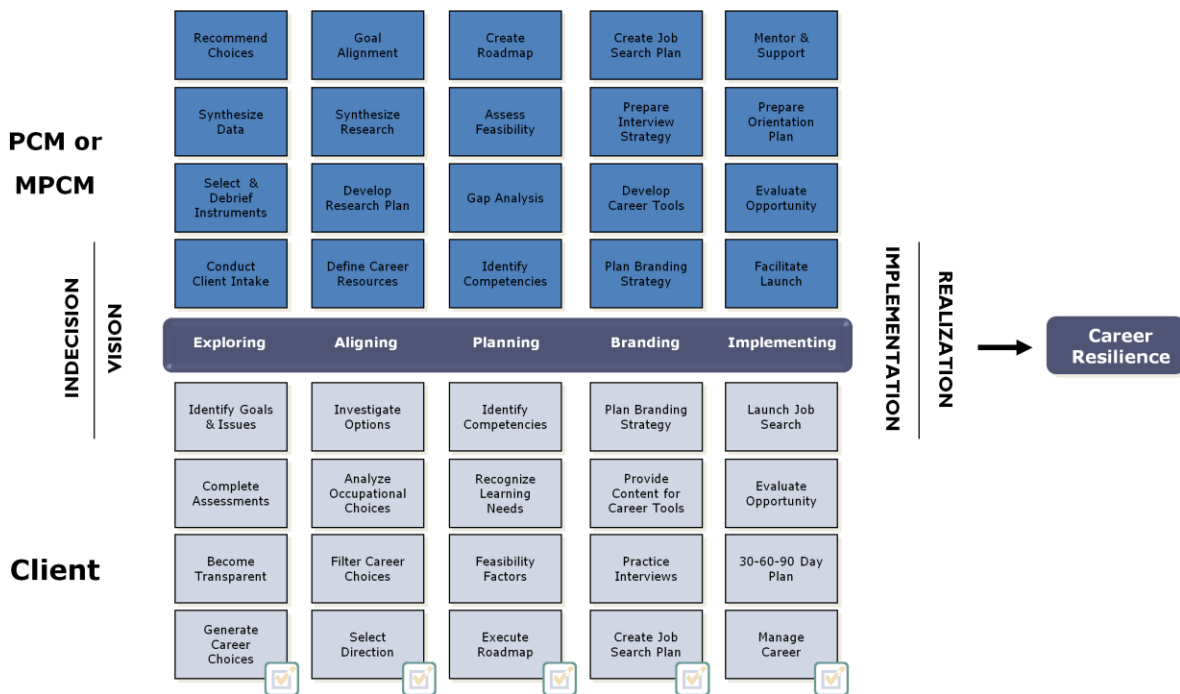 Recommend
Choices
Goal
Alignment
Create
Roadmap
Create Job
Search Plan
Mentor &
Support
Synthesize
Data
Synthesize
Research
Assess
Feasibility
Prepare
Interview
Strategy
Prepare
Orientation
Plan
PCM or
MPCM
Select &
Debrief
Instruments
Develop
Research Plan
Gap Analysis
Develop
Career Tools
Evaluate
Opportunity
Conduct
Client Intake
Define Career
Resources
Identify
Competencies
Plan Branding
Strategy
Facilitate
Launch
INDECISION
VISION
Exploring
Aligning
Planning
Branding
Implementing
IMPLEMENTATION
REALIZATION
Career
Resilience
Identify Goals
& Issues
Investigate
Options
Identify
Competencies
Plan Branding
Strategy
Launch Job
Search
Complete
Assessments
Analyze
Occupational
Choices
Recognize
Learning
Needs
Provide
Content for
Career Tools
Evaluate
Opportunity
Client
Become
Transparent
Filter Career
Choices
Feasibility
Factors
Practice
Interviews
30-60-90 Day
Plan
Generate
Career
Choices
Select
Direction
Execute
Roadmap
Create Job
Search Plan
Manage
Career